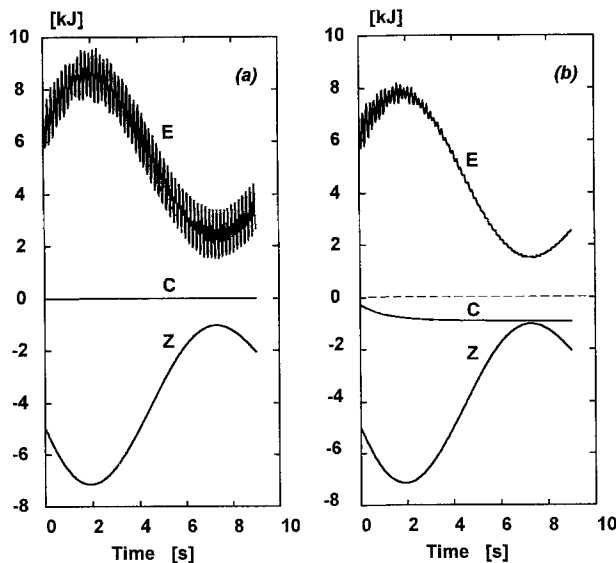 [kJ] [kJ]
10 10
(a) (b)
8 8
E E
6 6
4 4
2 2
C
0 0
C
Z Z
-2 -2
-4 -4
-6 -6
-8 -8
0 2 4 6 8 10 0 2 4 6 8 10
Time [s] Time [s]